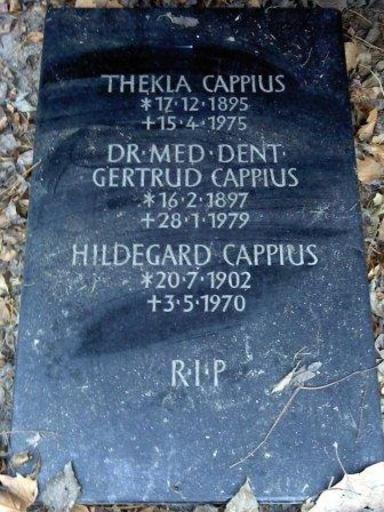 THEKLA CAPPIUS
*17·12·1895
+15·4·1975
DR·MED·DENT·
GERTRUD CAPPIUS
*16·2·1897
+28·1·1979
HILDEGARD CAPPIUS
*20·7·1902
+3·5·1970
R·I·P